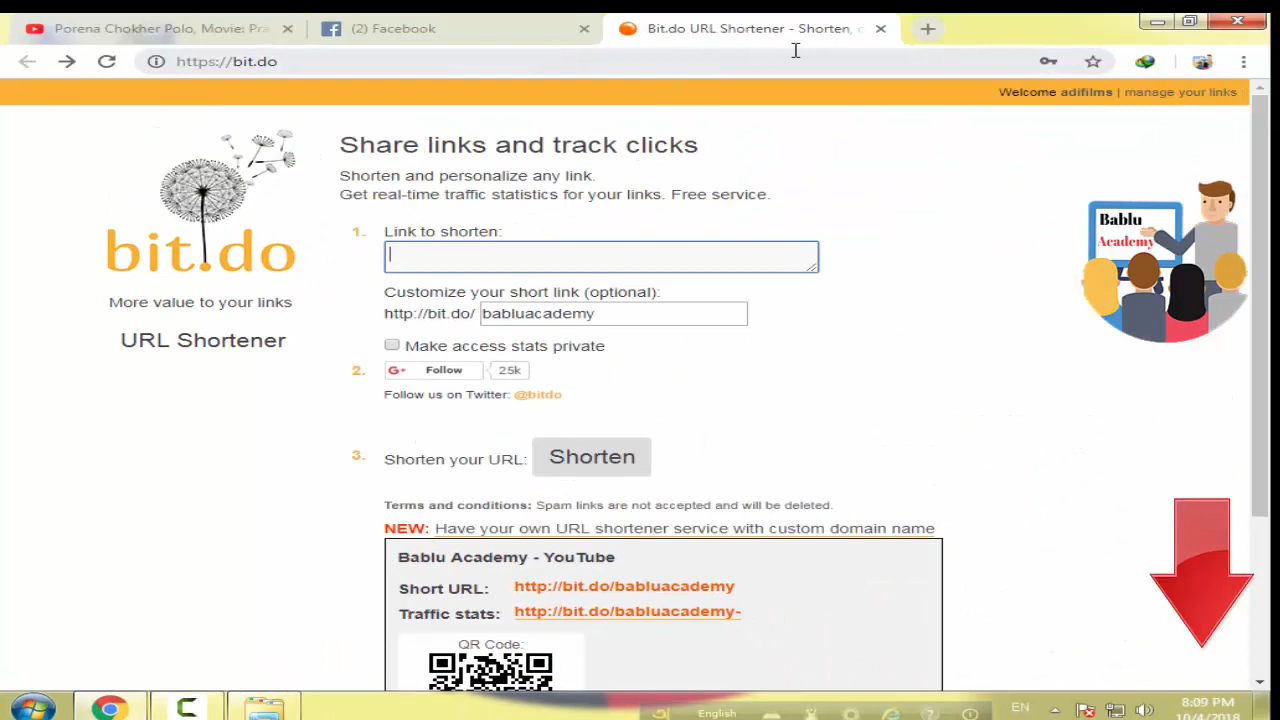 Porena Chokher Polo, Movie: Pra
(2) Facebook
Bit.do URL Shortener - Shorten, c
https://bit.do
Welcome adifilms | manage your links
Share links and track clicks
Shorten and personalize any link.
Get real-time traffic statistics for your links. Free service.
1. Link to shorten:
Customize your short link (optional):
http://bit.do/ babluacademy
Make access stats private
2. G+ Follow 25k
Follow us on Twitter: @bitdo
3. Shorten your URL: Shorten
Terms and conditions: Spam links are not accepted and will be deleted.
NEW: Have your own URL shortener service with custom domain name
Bablu Academy - YouTube
Short URL: http://bit.do/babluacademy
Traffic stats: http://bit.do/babluacademy-
QR Code:
bit.do
More value to your links
URL Shortener
Bablu
Academy
English
EN
8:09 PM
10/4/2018